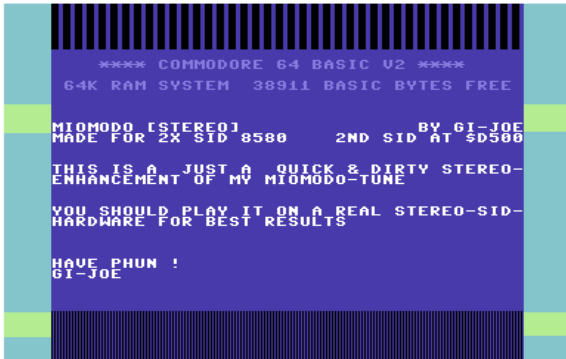 **** COMMODORE 64 BASIC V2 ****
64K RAM SYSTEM 38911 BASIC BYTES FREE
MIOMODO [STEREO] BY GI-JOE
MADE FOR 2X SID 8580 2ND SID AT $D500
THIS IS A JUST A QUICK & DIRTY STEREO-
ENHANCEMENT OF MY MIOMODO-TUNE
YOU SHOULD PLAY IT ON A REAL STEREO-SID-
HARDWARE FOR BEST RESULTS
HAVE PHUN !
GI-JOE